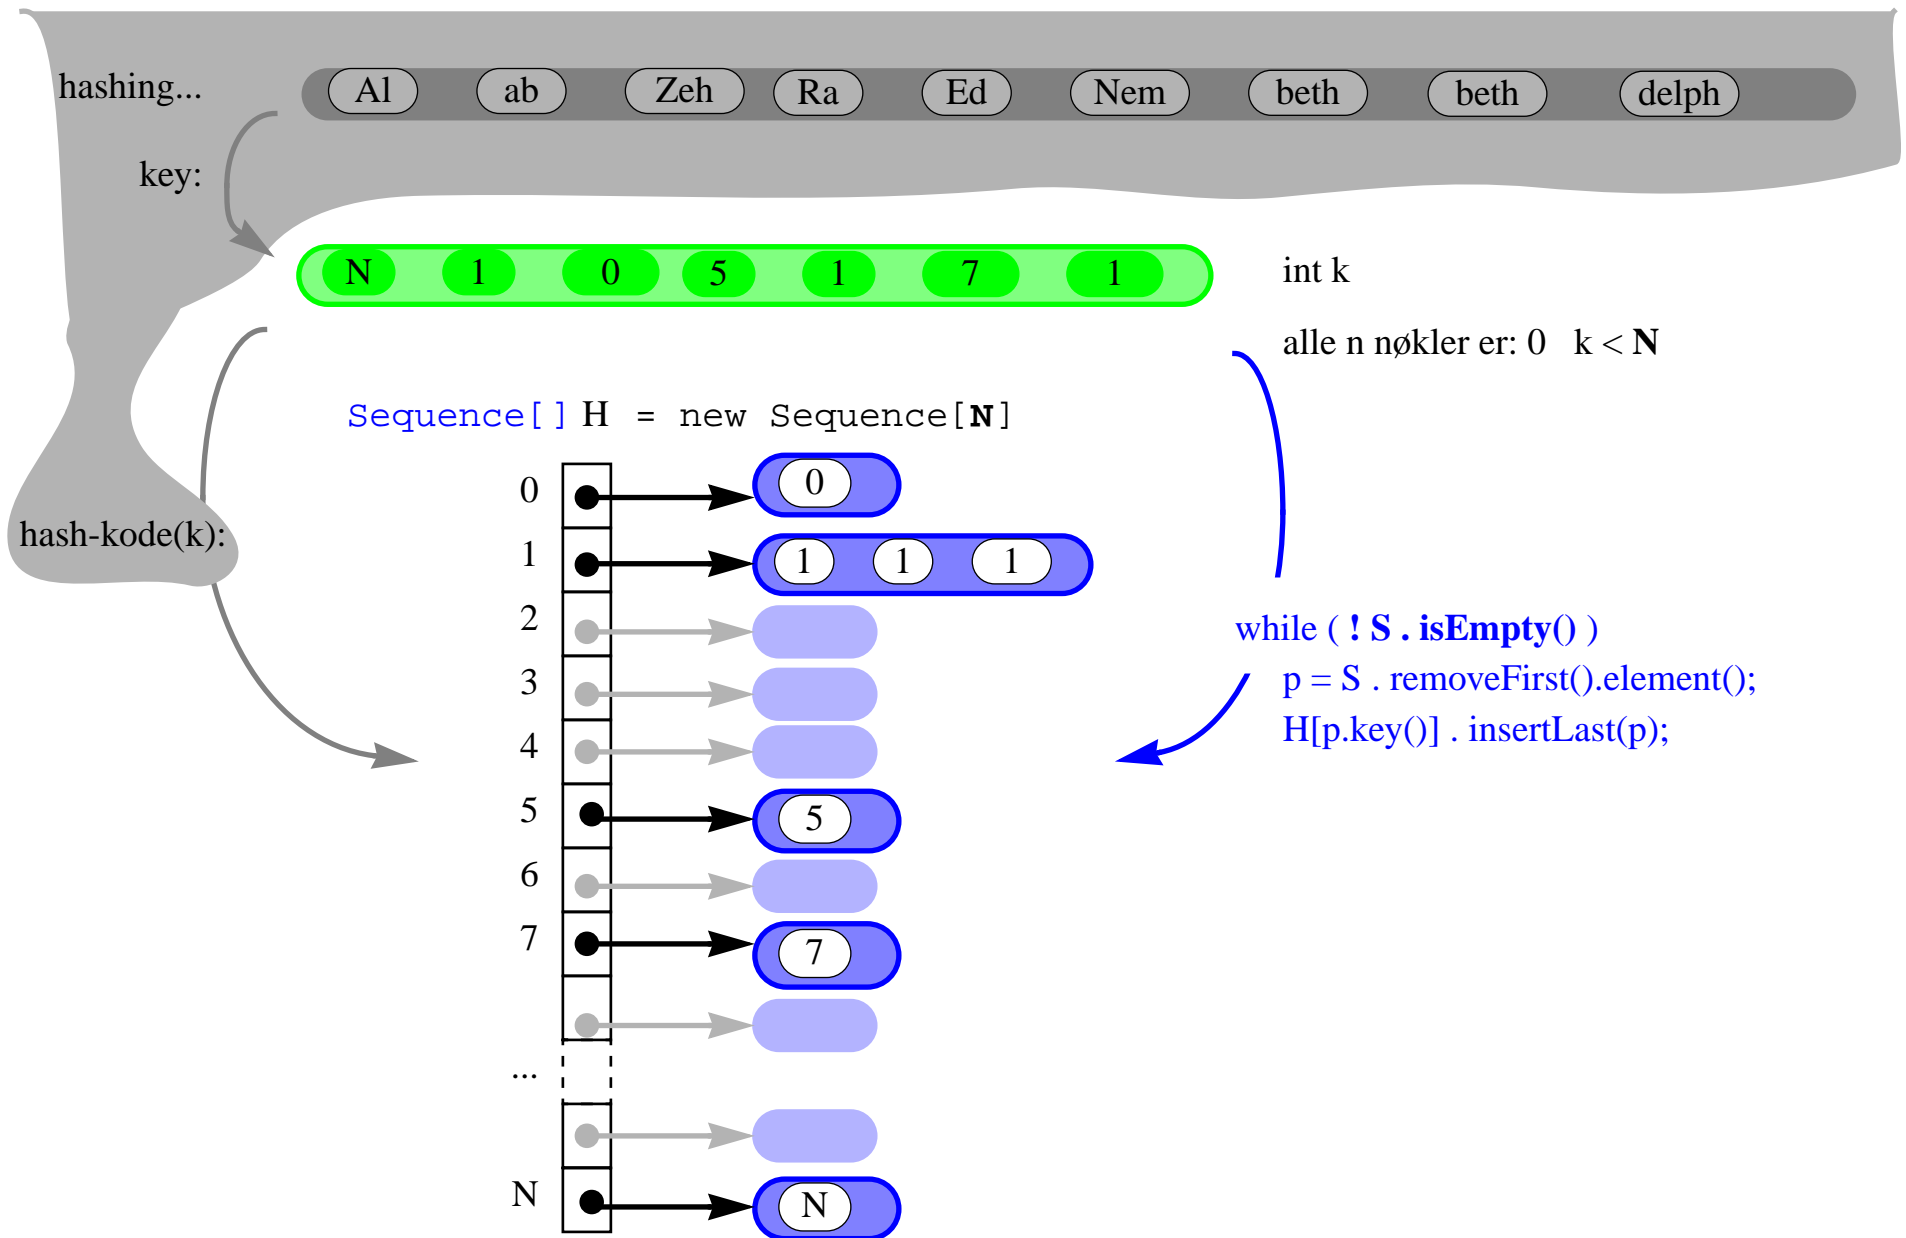 hashing... Al ab Zeh Ra Ed Nem beth beth delph
key:
N 1 0 5 1 7 1 int k
alle n nøkler er: 0 k < N
Sequence[] H = new Sequence[N]
0 0
hash-kode(k):
1 1 1 1
2
while ( ! S . isEmpty() )
3
p = S . removeFirst().element();
4
H[p.key()] . insertLast(p);
5 5
6
7 7
...
N N